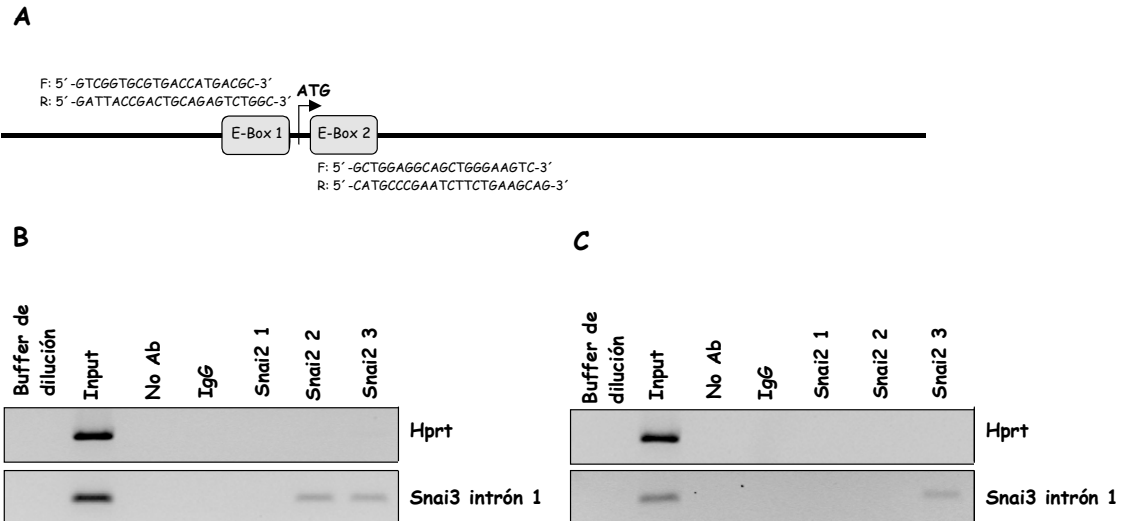 A
F: 5´-GTCGGTGCGTGACCATGACGC-3´
R: 5´-GATTACCGACTGCAGAGTCTGGC-3´
ATG
E-Box 1
E-Box 2
F: 5´-GCTGGAGGCAGCTGGGAAGTC-3´
R: 5´-CATGCCCGAATCTTCTGAAGCAG-3´
B
Buffer de
dilución
Input
No Ab
IgG
Snai2 1
Snai2 2
Snai2 3
Hprt
Snai3 intrón 1
C
Buffer de
dilución
Input
No Ab
IgG
Snai2 1
Snai2 2
Snai2 3
Hprt
Snai3 intrón 1